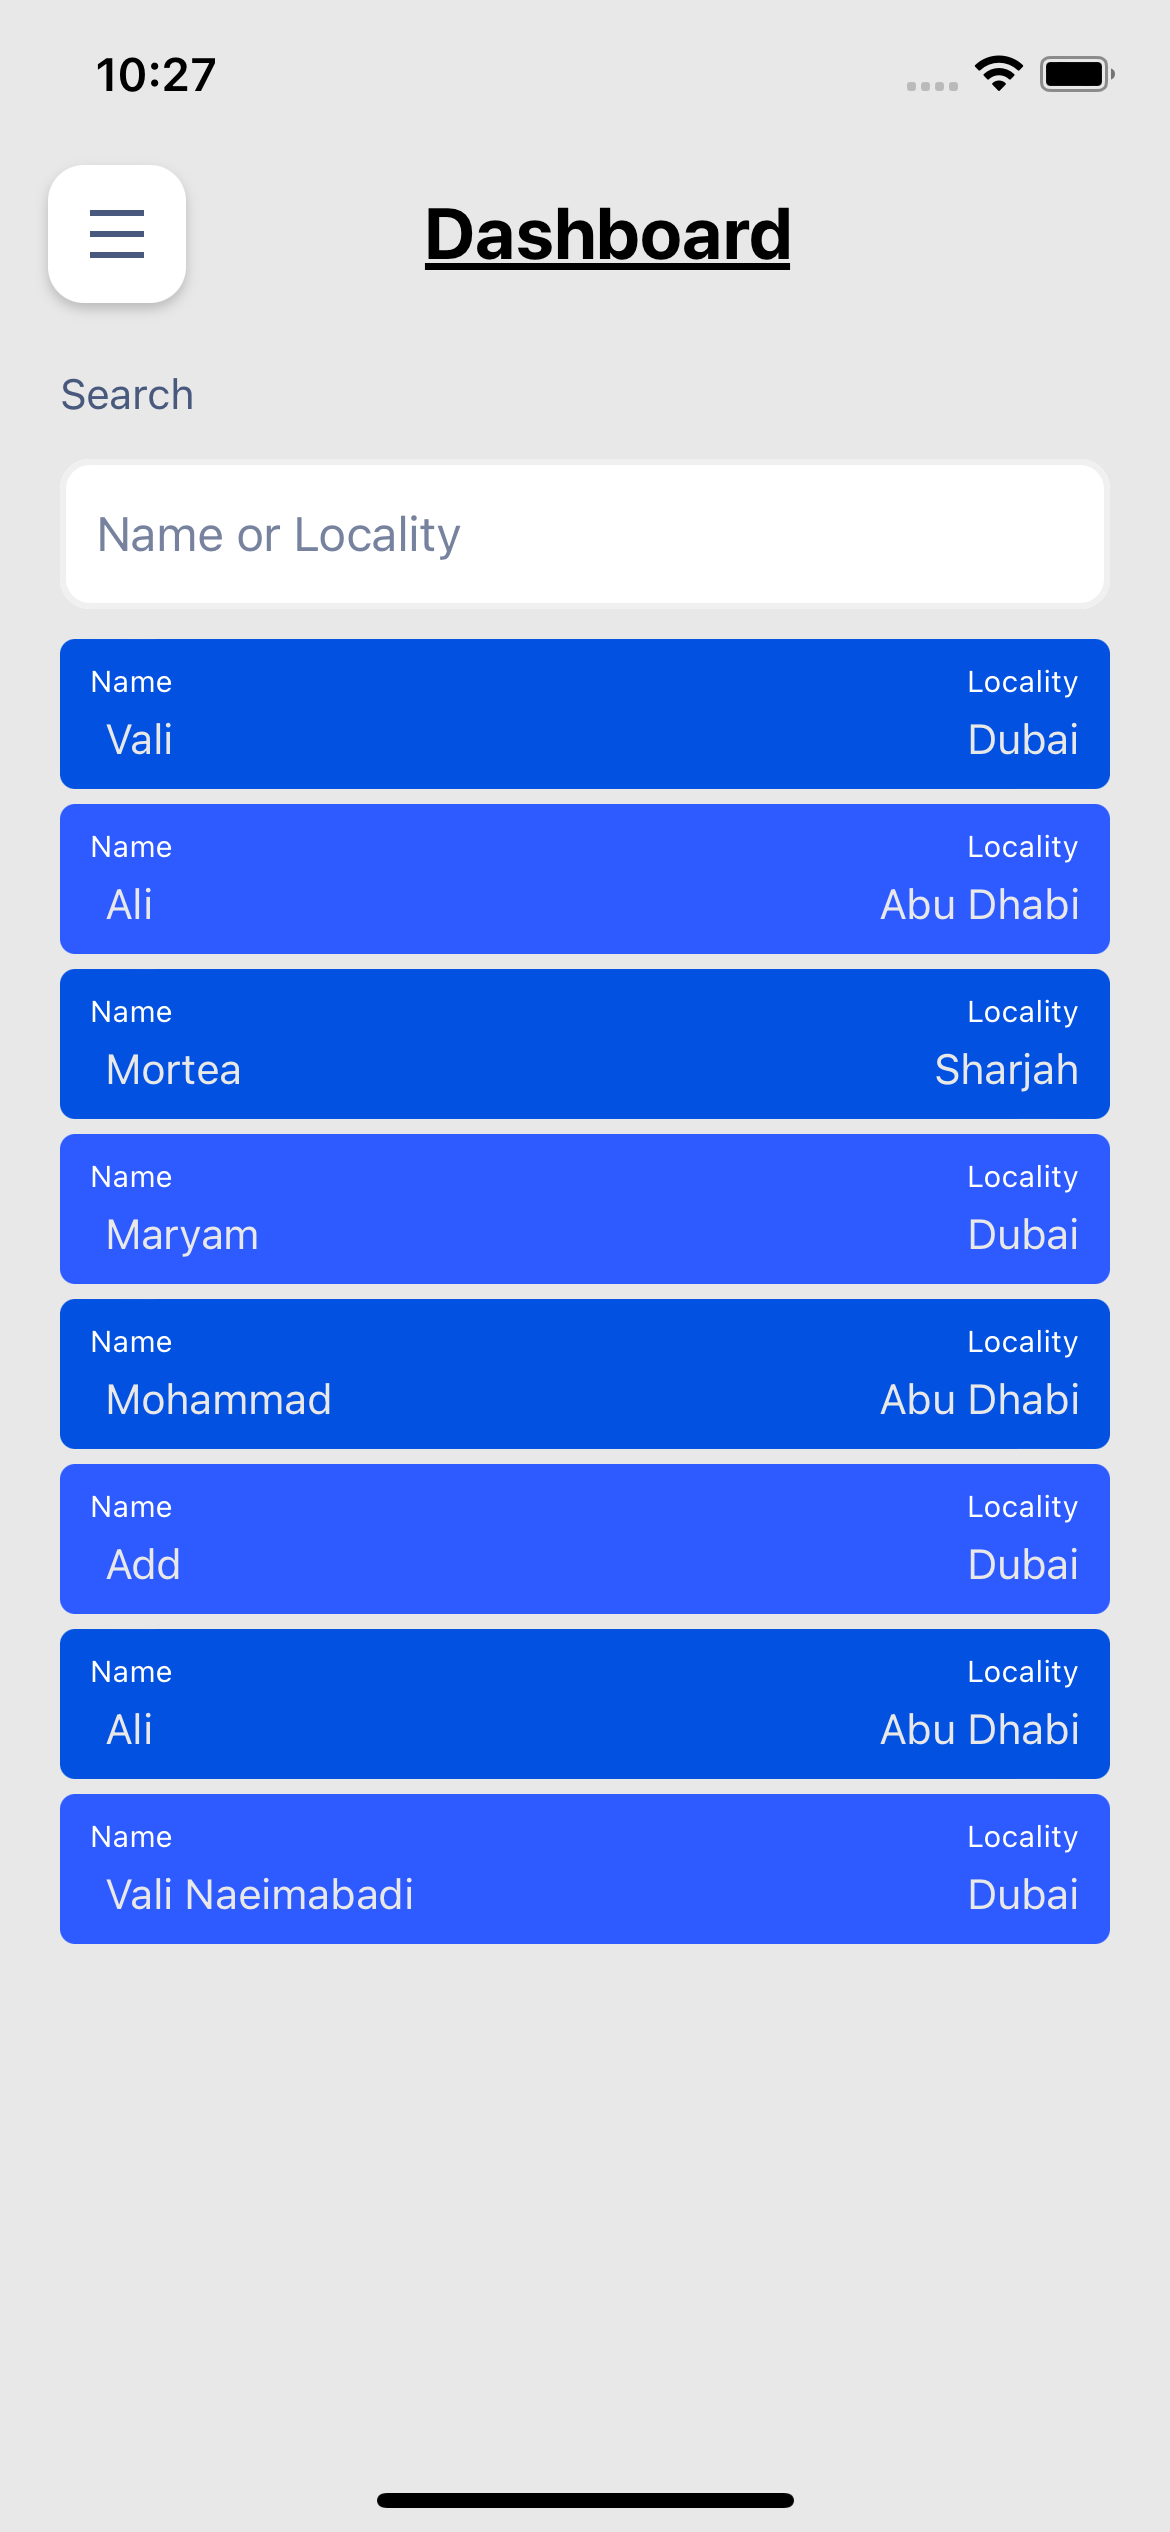 10:27
Dashboard
Search
Name or Locality
Name Locality
Vali Dubai
Name Locality
Ali Abu Dhabi
Name Locality
Mortea Sharjah
Name Locality
Maryam Dubai
Name Locality
Mohammad Abu Dhabi
Name Locality
Add Dubai
Name Locality
Ali Abu Dhabi
Name Locality
Vali Naeimabadi Dubai